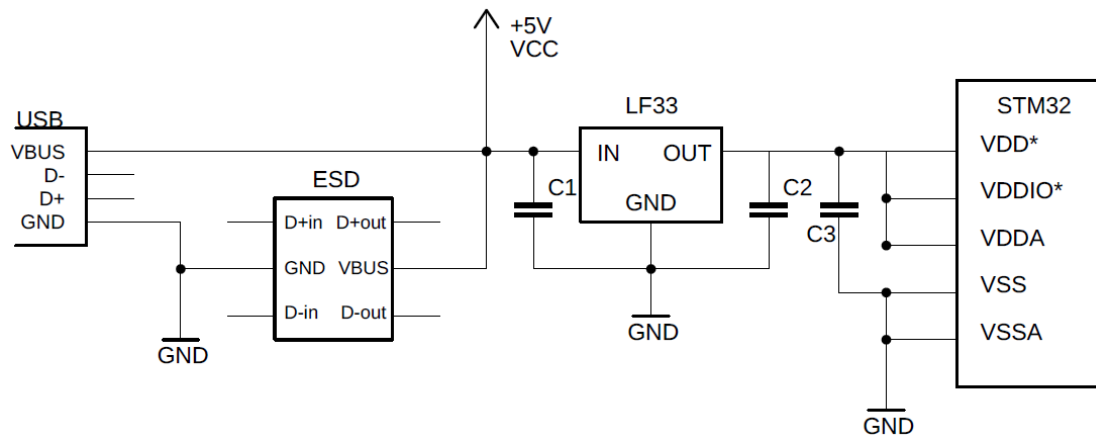 +5V
VCC
USB
VBUS
D-
D+
GND
ESD
D+in
D+out
GND
VBUS
D-in
D-out
GND
C1
LF33
IN
OUT
GND
GND
C2
C3
STM32
VDD*
VDDIO*
VDDA
VSS
VSSA
GND